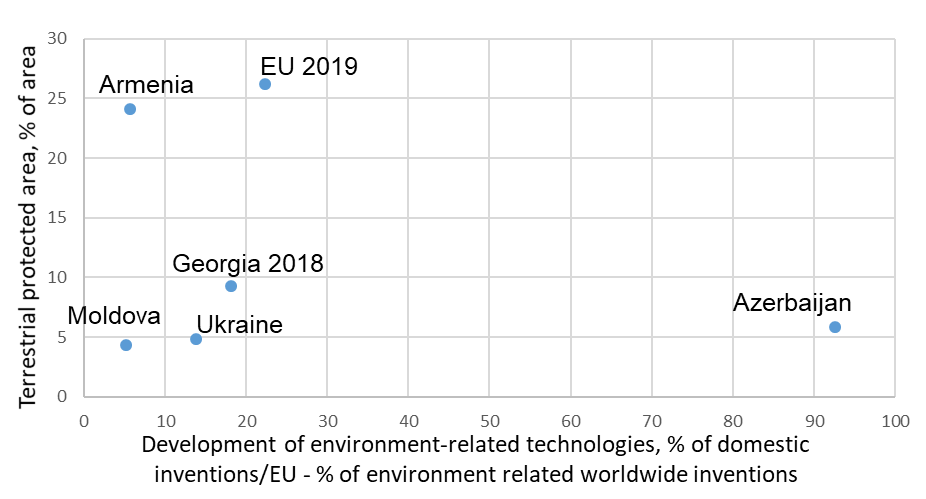 Terrestrial protected area, % of area
30
25
20
15
10
5
0
EU 2019
Armenia
Georgia 2018
Azerbaijan
Moldova
Ukraine
0 10 20 30 40 50 60 70 80 90 100
Development of environment-related technologies, % of domestic
inventions/EU - % of environment related worldwide inventions